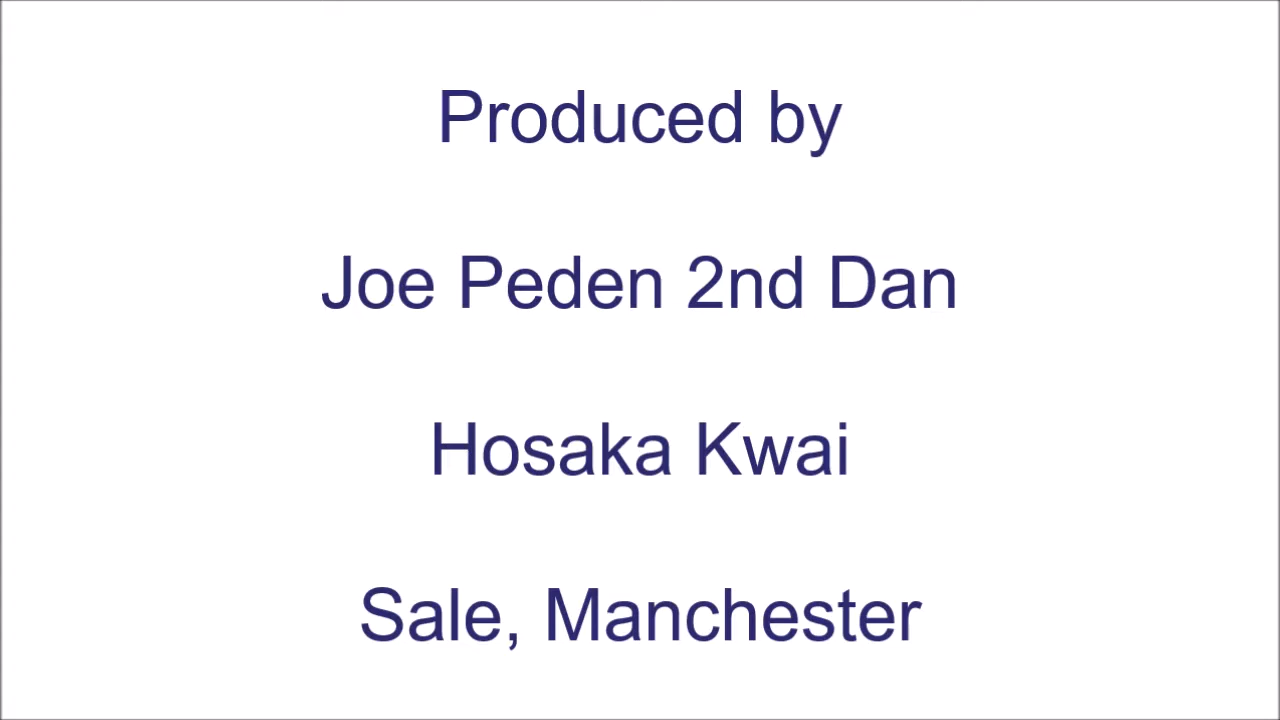 Produced by
Joe Peden 2nd Dan
Hosaka Kwai
Sale, Manchester